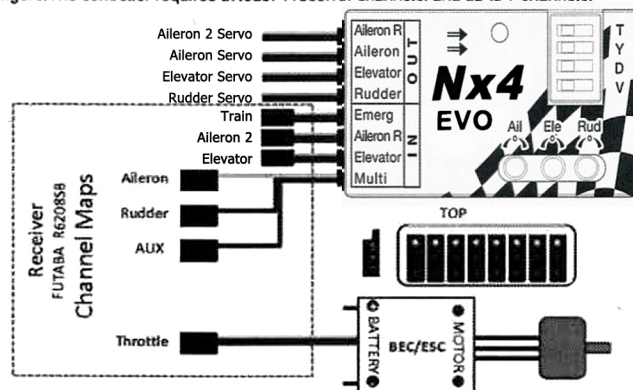 Aileron 2 Servo
Aileron Servo
Elevator Servo
Rudder Servo
Train
Aileron 2
Elevator
Aileron
Rudder
AUX
Throttle
Receiver
FUTABA R6208SB
Channel Maps
Aileron R
Aileron
Elevator
Rudder
OUT
Emerg
Aileron R
Elevator
Multi
IN
Nx4
EVO
T
Y
D
V
Ail Ele Rud
TOP
BATTERY
BEC/ESC
MOTOR